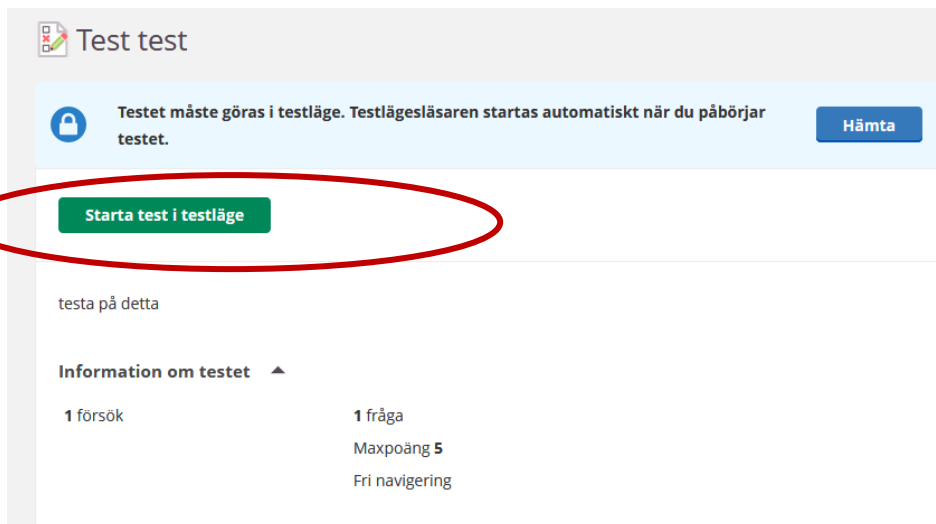 Test test
Testet måste göras i testläge. Testlägesläsaren startas automatiskt när du påbörjar
testet.
Hämta
Starta test i testläge
testa på detta
Information om testet
1 försök
1 fråga
Maxpoäng 5
Fri navigering